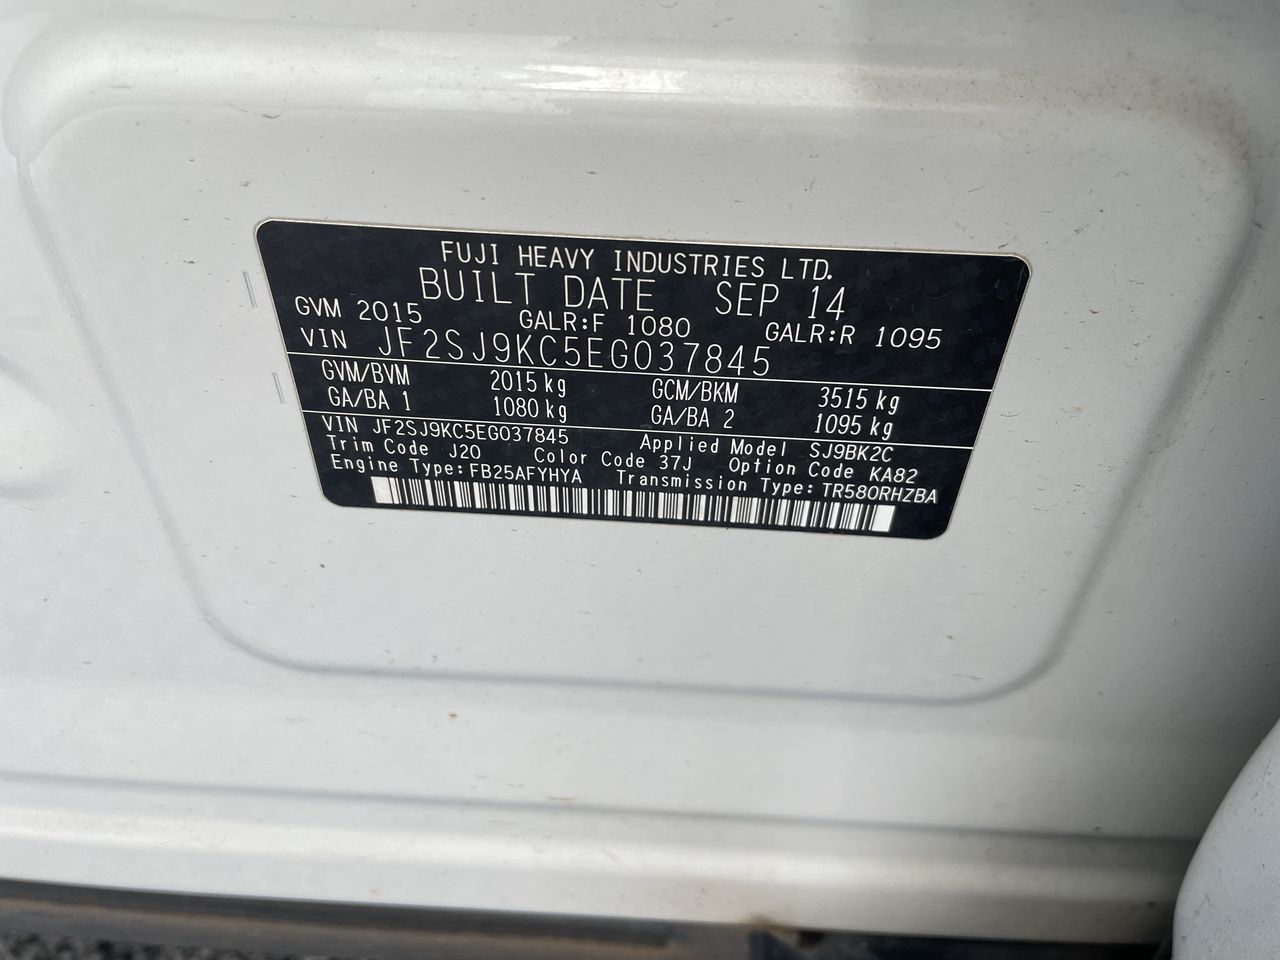 FUJI HEAVY INDUSTRIES LTD.
BUILT DATE SEP 14
GVM 2015 GALR:F 1080 GALR:R 1095
VIN JF2SJ9KC5EG037845
GVM/BVM 2015 kg GCM/BKM 3515 kg
GA/BA 1 1080 kg GA/BA 2 1095 kg
VIN JF2SJ9KC5EG037845 Applied Model SJ9BK2C
Trim Code J20 Color Code 37J Option Code KA82
Engine Type: FB25AFYHYA Transmission Type: TR580RHZBA